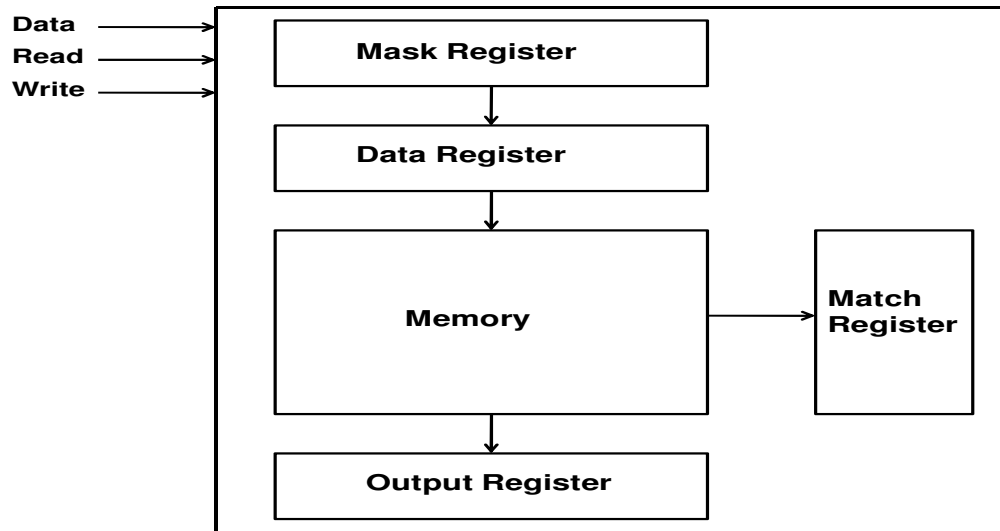 Data
Read
Write
Mask Register
Data Register
Memory
Match
Register
Output Register